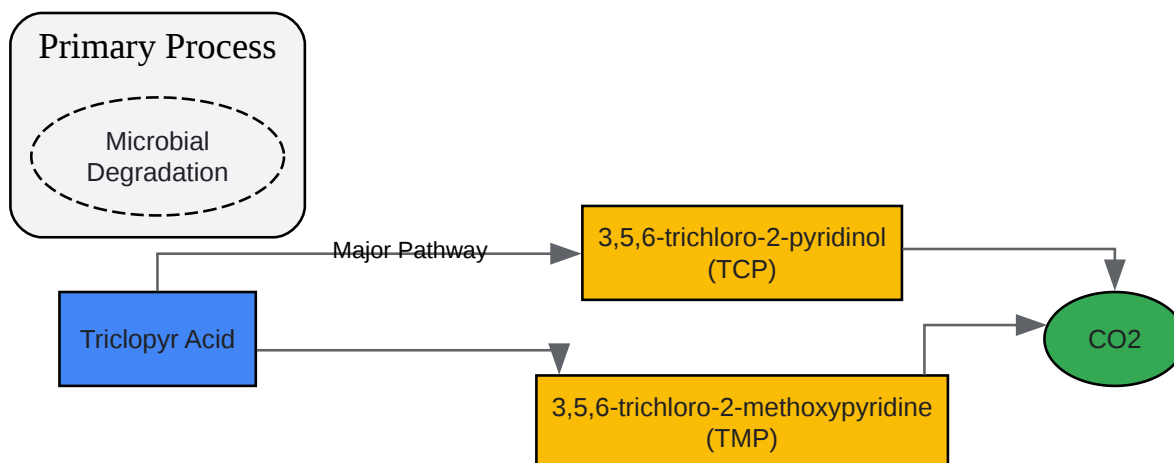 Primary Process
Microbial
Degradation
Major Pathway
3,5,6-trichloro-2-pyridinol
(TCP)
Triclopyr Acid
CO2
3,5,6-trichloro-2-methoxypyridine
(TMP)